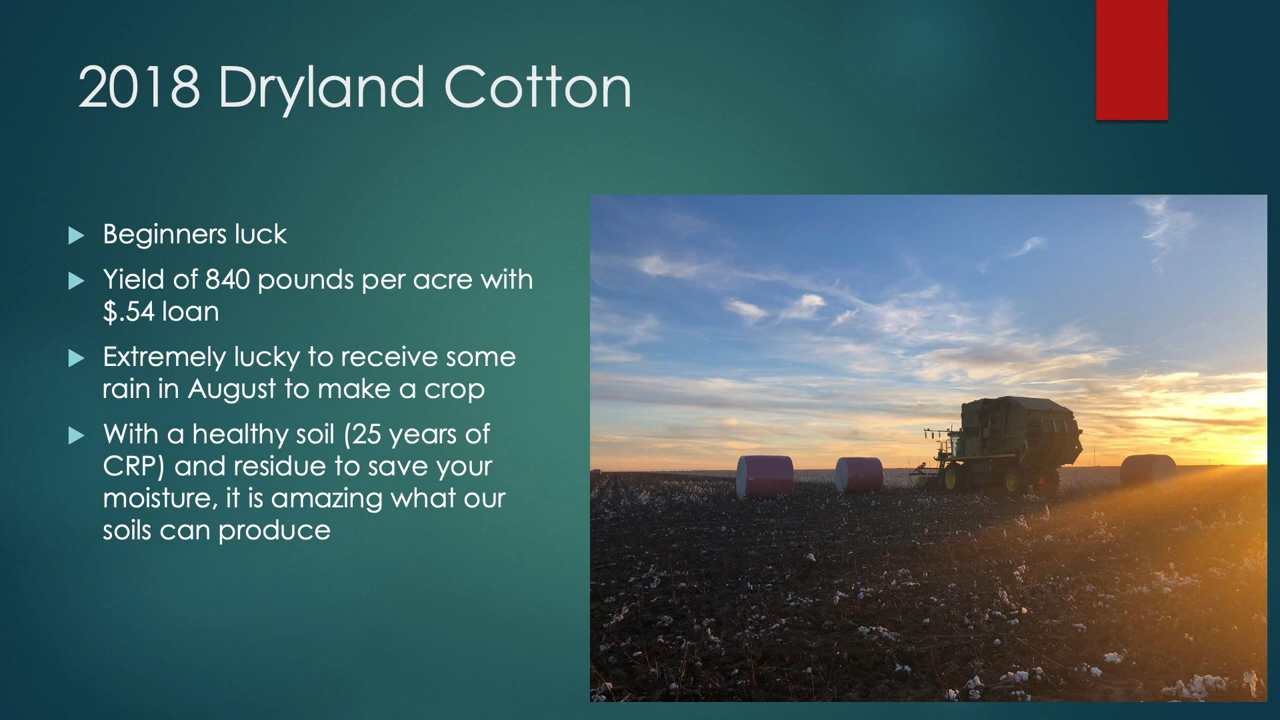 2018 Dryland Cotton
Beginners luck
Yield of 840 pounds per acre with
$.54 loan
Extremely lucky to receive some
rain in August to make a crop
With a healthy soil (25 years of
CRP) and residue to save your
moisture, it is amazing what our
soils can produce